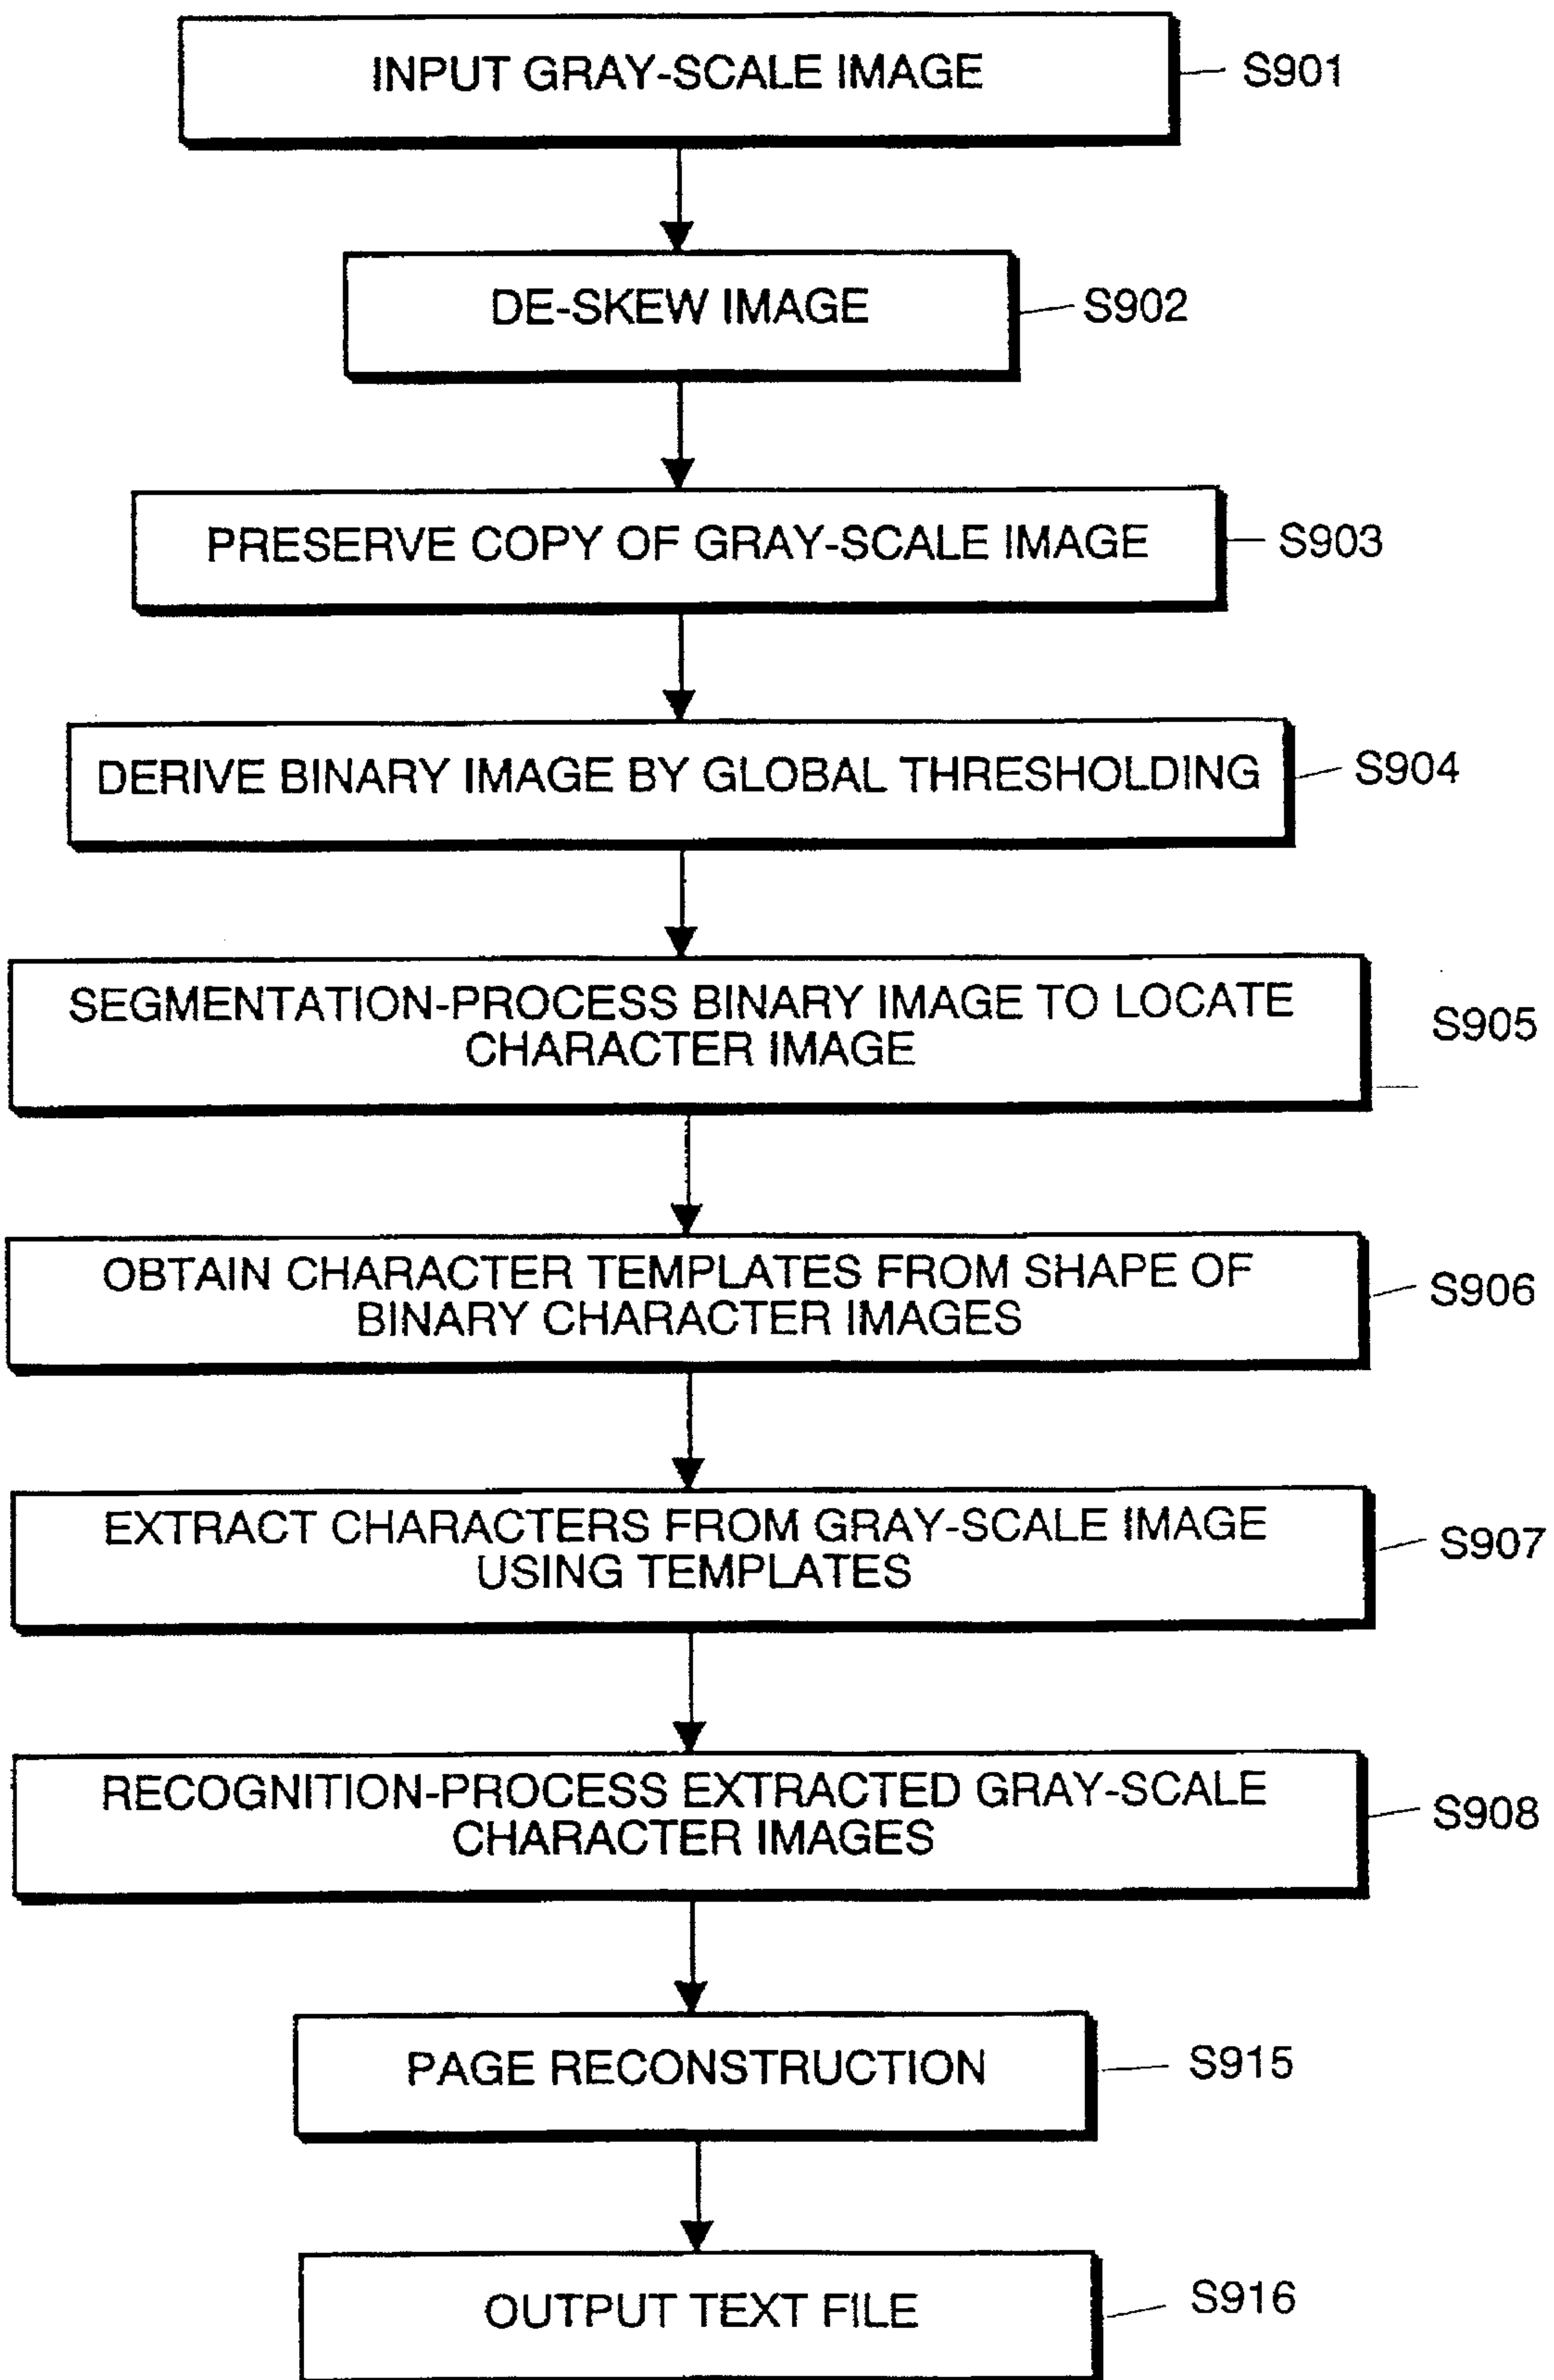 INPUT GRAY-SCALE IMAGE
S901
DE-SKEW IMAGE
S902
PRESERVE COPY OF GRAY-SCALE IMAGE
S903
DERIVE BINARY IMAGE BY GLOBAL THRESHOLDING
S904
SEGMENTATION-PROCESS BINARY IMAGE TO LOCATE
CHARACTER IMAGE
S905
OBTAIN CHARACTER TEMPLATES FROM SHAPE OF
BINARY CHARACTER IMAGES
S906
EXTRACT CHARACTERS FROM GRAY-SCALE IMAGE
USING TEMPLATES
S907
RECOGNITION-PROCESS EXTRACTED GRAY-SCALE
CHARACTER IMAGES
S908
PAGE RECONSTRUCTION
S915
OUTPUT TEXT FILE
S916